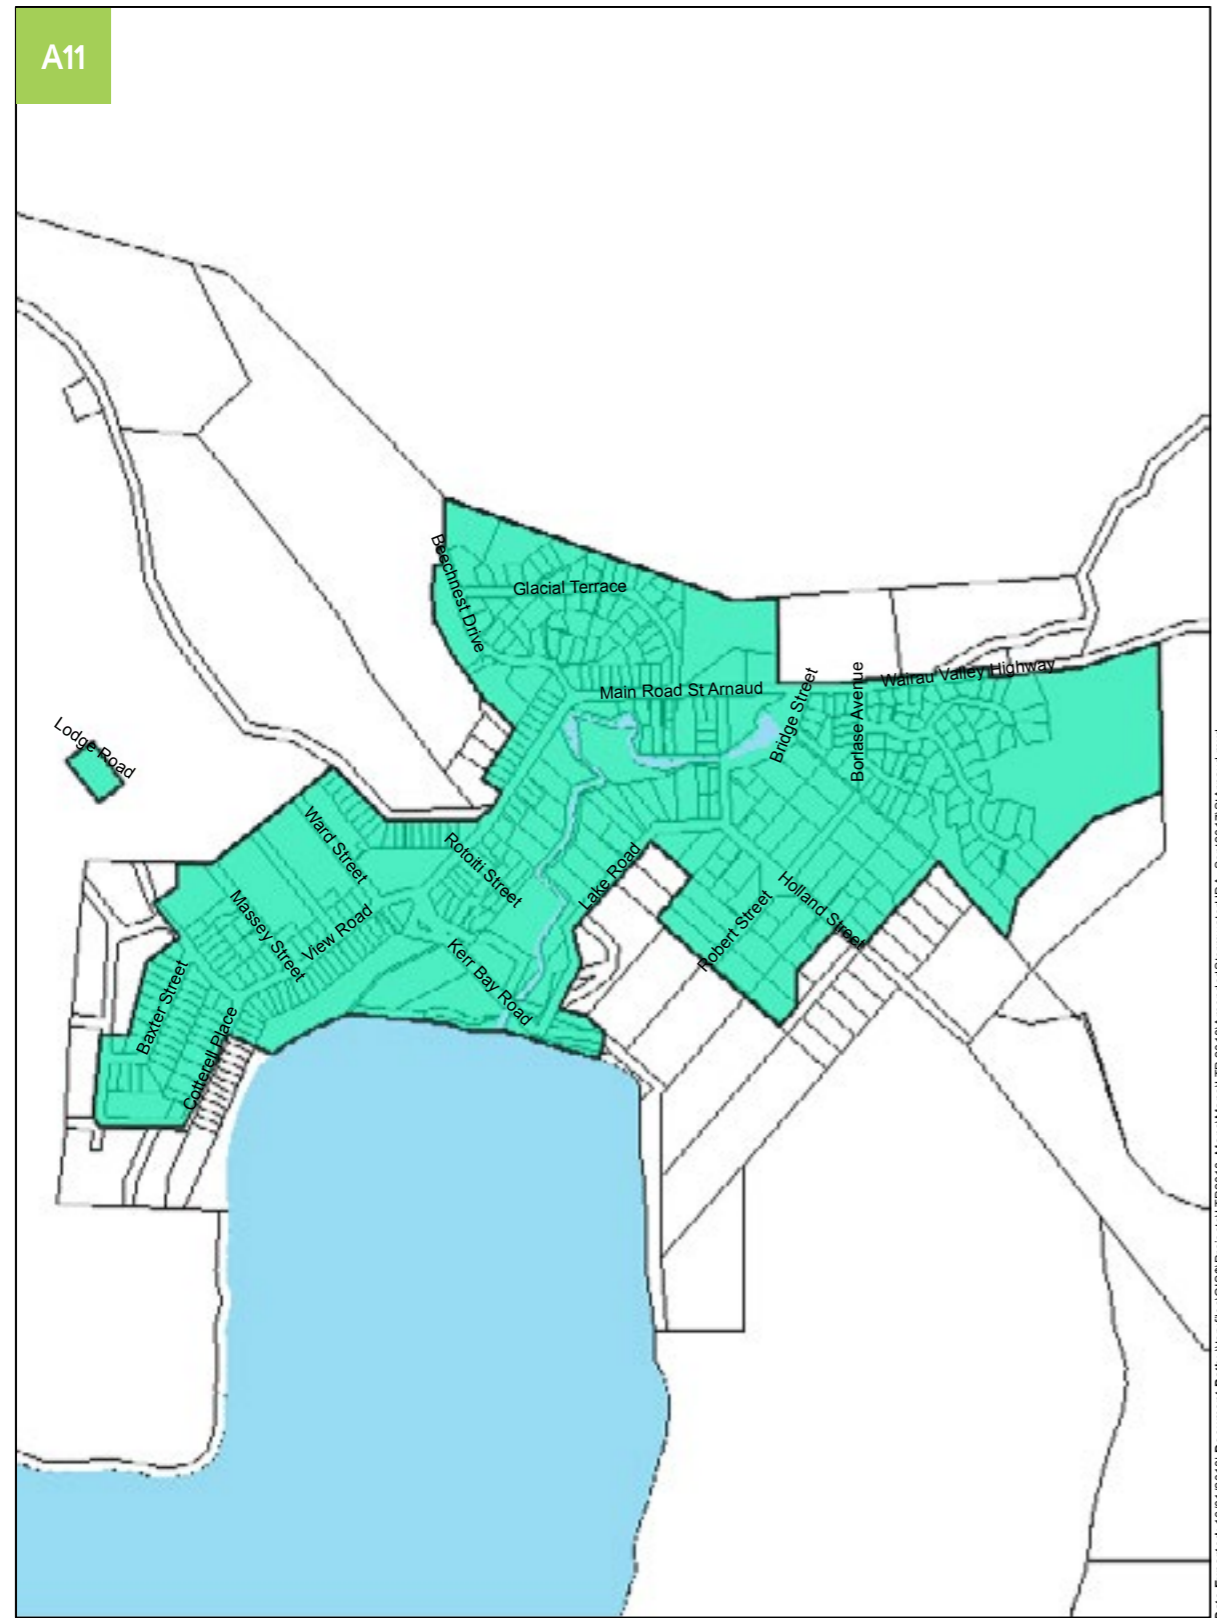 A11
Beechnest Drive
Glacial Terrace
Main Road St Arnaud
Bridge Street
Borlase Avenue
Wairau Valley Highway
Lodge Road
Ward Street
Rotoiti Street
Lake Road
Massey Street
View Road
Holland Street
Robert Street
Kerr Bay Road
Baxter Street
Cotterell Place